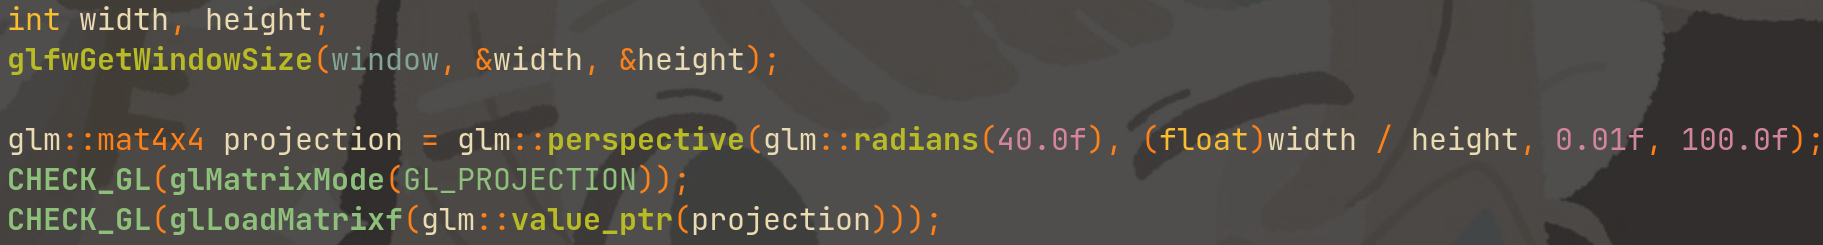 int width, height;
glfwGetWindowSize(window, &width, &height);
glm::mat4x4 projection = glm::perspective(glm::radians(40.0f), (float)width / height, 0.01f, 100.0f);
CHECK_GL(glMatrixMode(GL_PROJECTION));
CHECK_GL(glLoadMatrixf(glm::value_ptr(projection)));